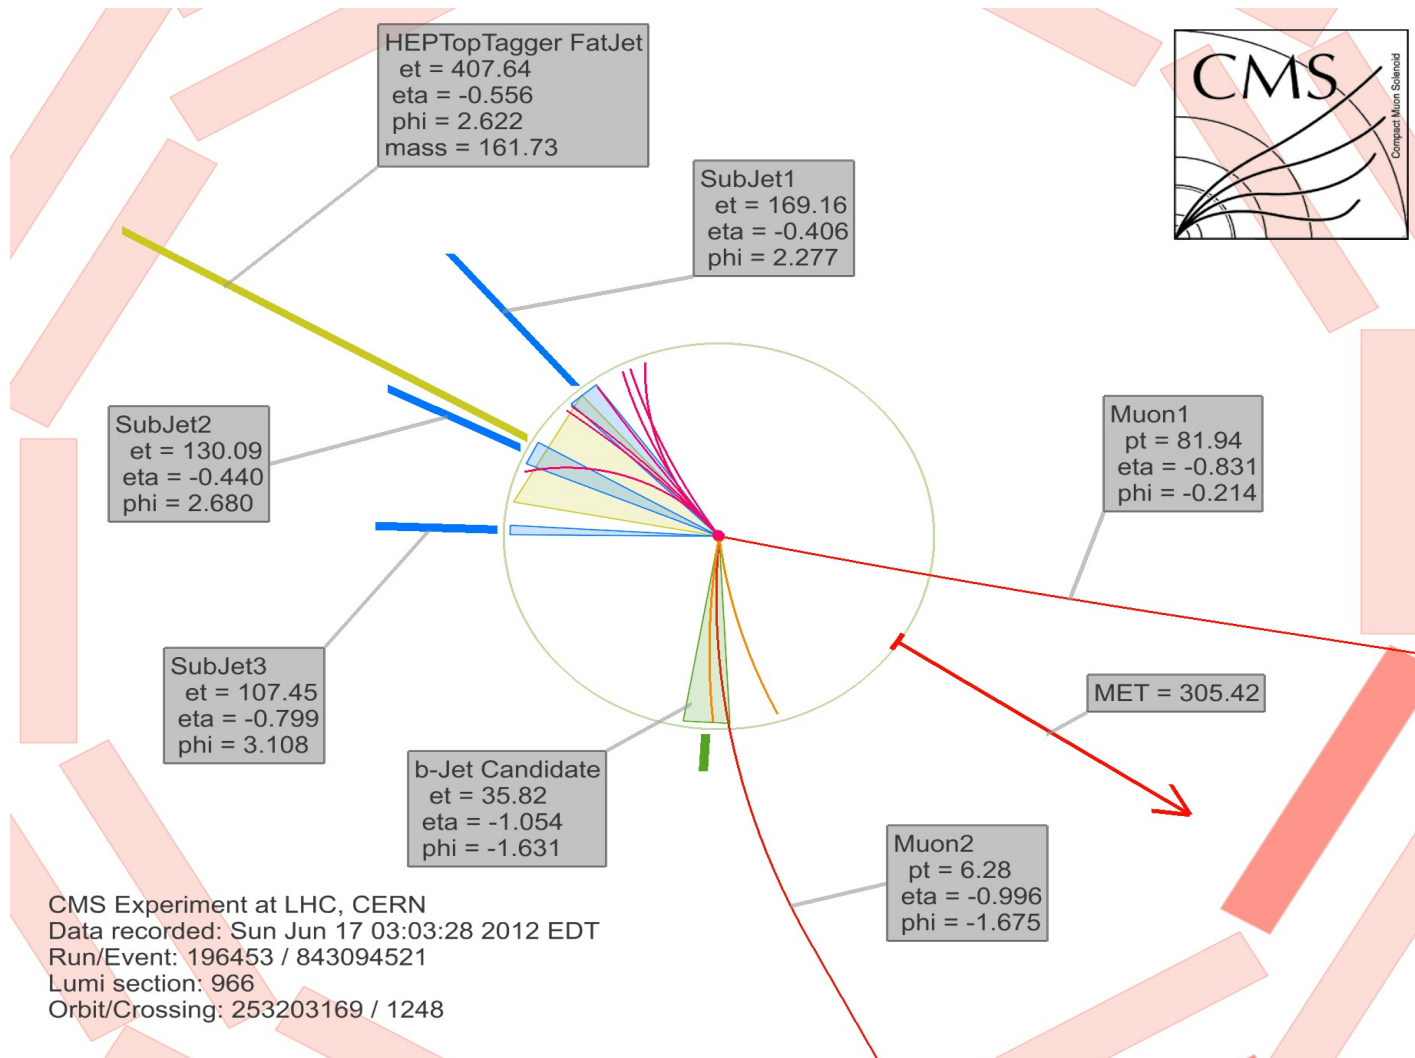 HEPTopTagger FatJet
et = 407.64
eta = -0.556
phi = 2.622
mass = 161.73
CMS
Compact Muon Solenoid
SubJet1
et = 169.16
eta = -0.406
phi = 2.277
SubJet2
et = 130.09
eta = -0.440
phi = 2.680
Muon1
pt = 81.94
eta = -0.831
phi = -0.214
SubJet3
et = 107.45
eta = -0.799
phi = 3.108
MET = 305.42
b-Jet Candidate
et = 35.82
eta = -1.054
phi = -1.631
Muon2
pt = 6.28
eta = -0.996
phi = -1.675
CMS Experiment at LHC, CERN
Data recorded: Sun Jun 17 03:03:28 2012 EDT
Run/Event: 196453 / 843094521
Lumi section: 966
Orbit/Crossing: 253203169 / 1248